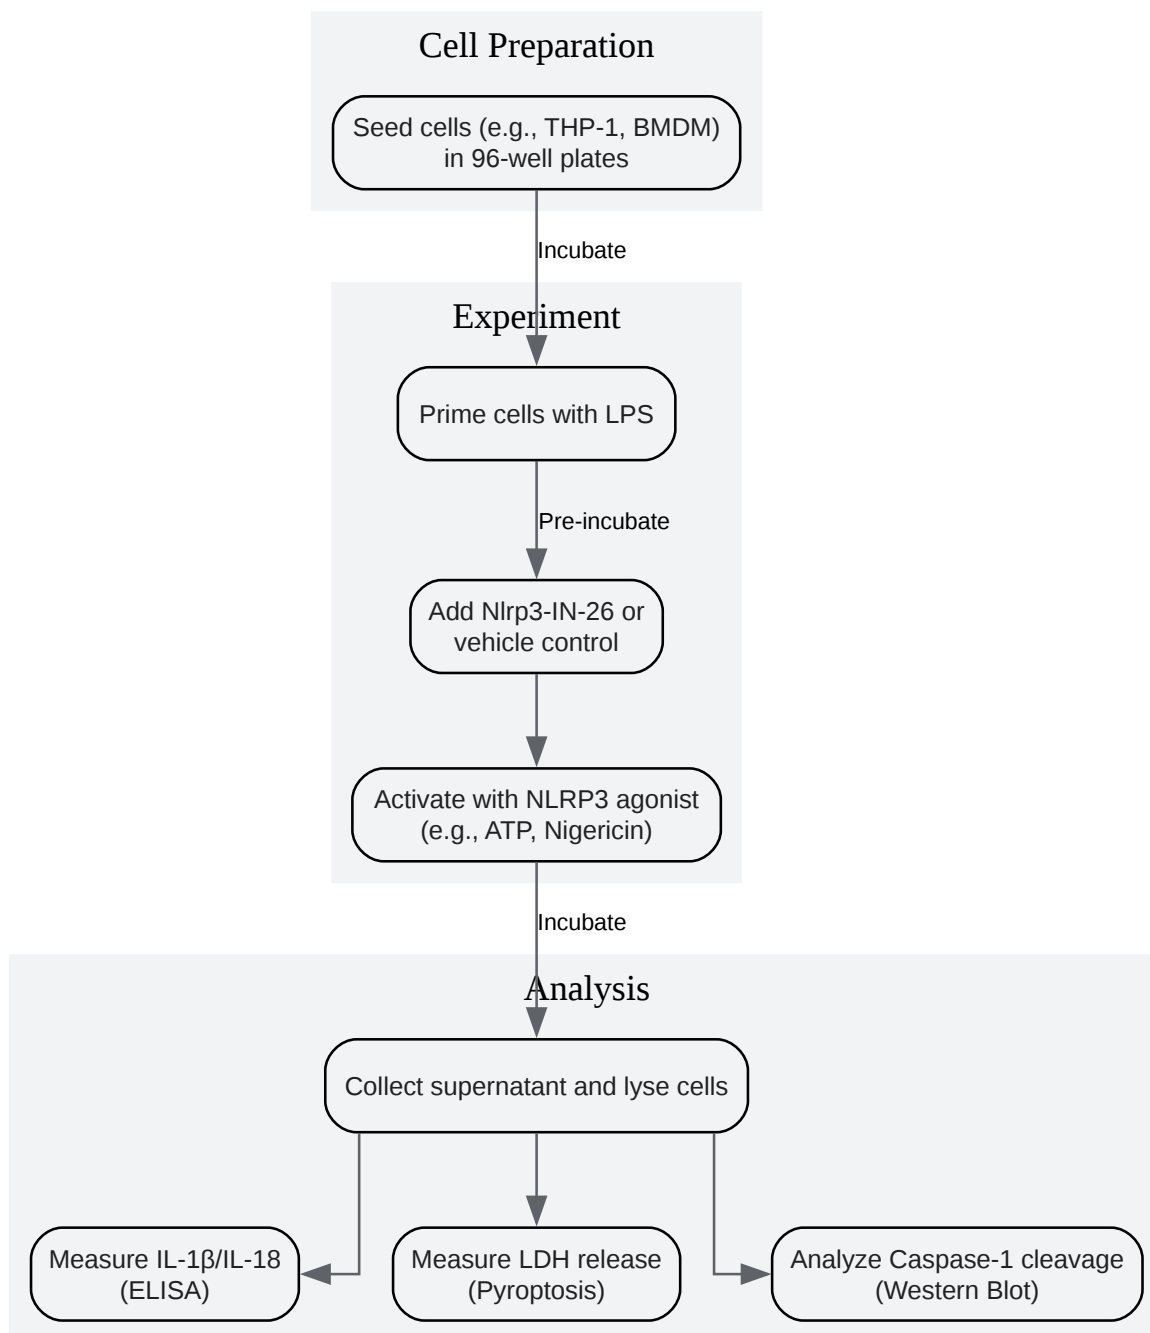 Cell Preparation
Seed cells (e.g., THP-1, BMDM)
in 96-well plates
Incubate
Experiment
Prime cells with LPS
Pre-incubate
Add Nlrp3-IN-26 or
vehicle control
Activate with NLRP3 agonist
(e.g., ATP, Nigericin)
Incubate
Analysis
Collect supernatant and lyse cells
Measure IL-1β/IL-18
(ELISA)
Measure LDH release
(Pyroptosis)
Analyze Caspase-1 cleavage
(Western Blot)